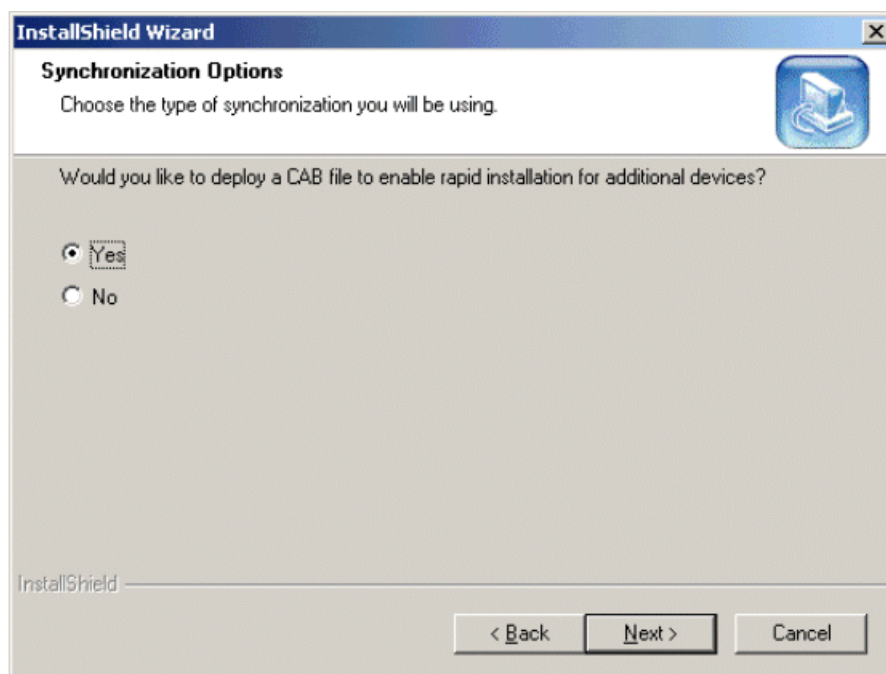 InstallShield Wizard
Synchronization Options
Choose the type of synchronization you will be using.
Would you like to deploy a CAB file to enable rapid installation for additional devices?
Yes
No
InstallShield
< Back
Next >
Cancel